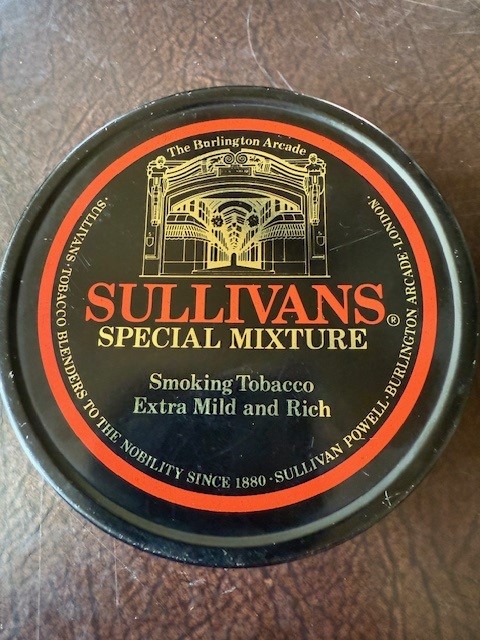 The Burlington Arcade
SULLIVANS®
SPECIAL MIXTURE
Smoking Tobacco
Extra Mild and Rich
·SULLIVANS·TOBACCO BLENDERS TO THE NOBILITY SINCE 1880·SULLIVAN POWELL·BURLINGTON ARCADE·LONDON·